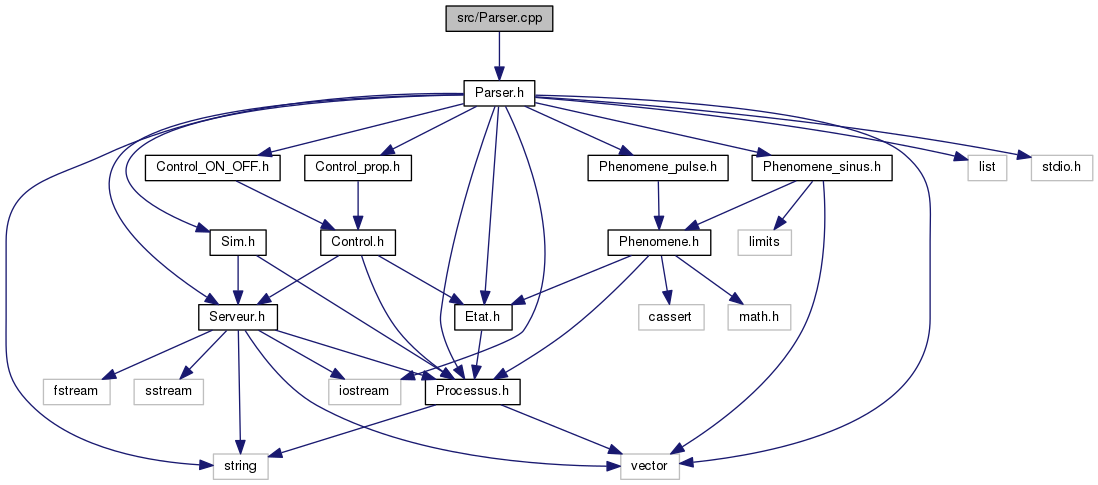 src/Parser.cpp
Parser.h
Control_ON_OFF.h
Control_prop.h
Phenomene_pulse.h
Phenomene_sinus.h
list
stdio.h
Sim.h
Control.h
Phenomene.h
limits
Serveur.h
Etat.h
cassert
math.h
fstream
sstream
iostream
Processus.h
string
vector